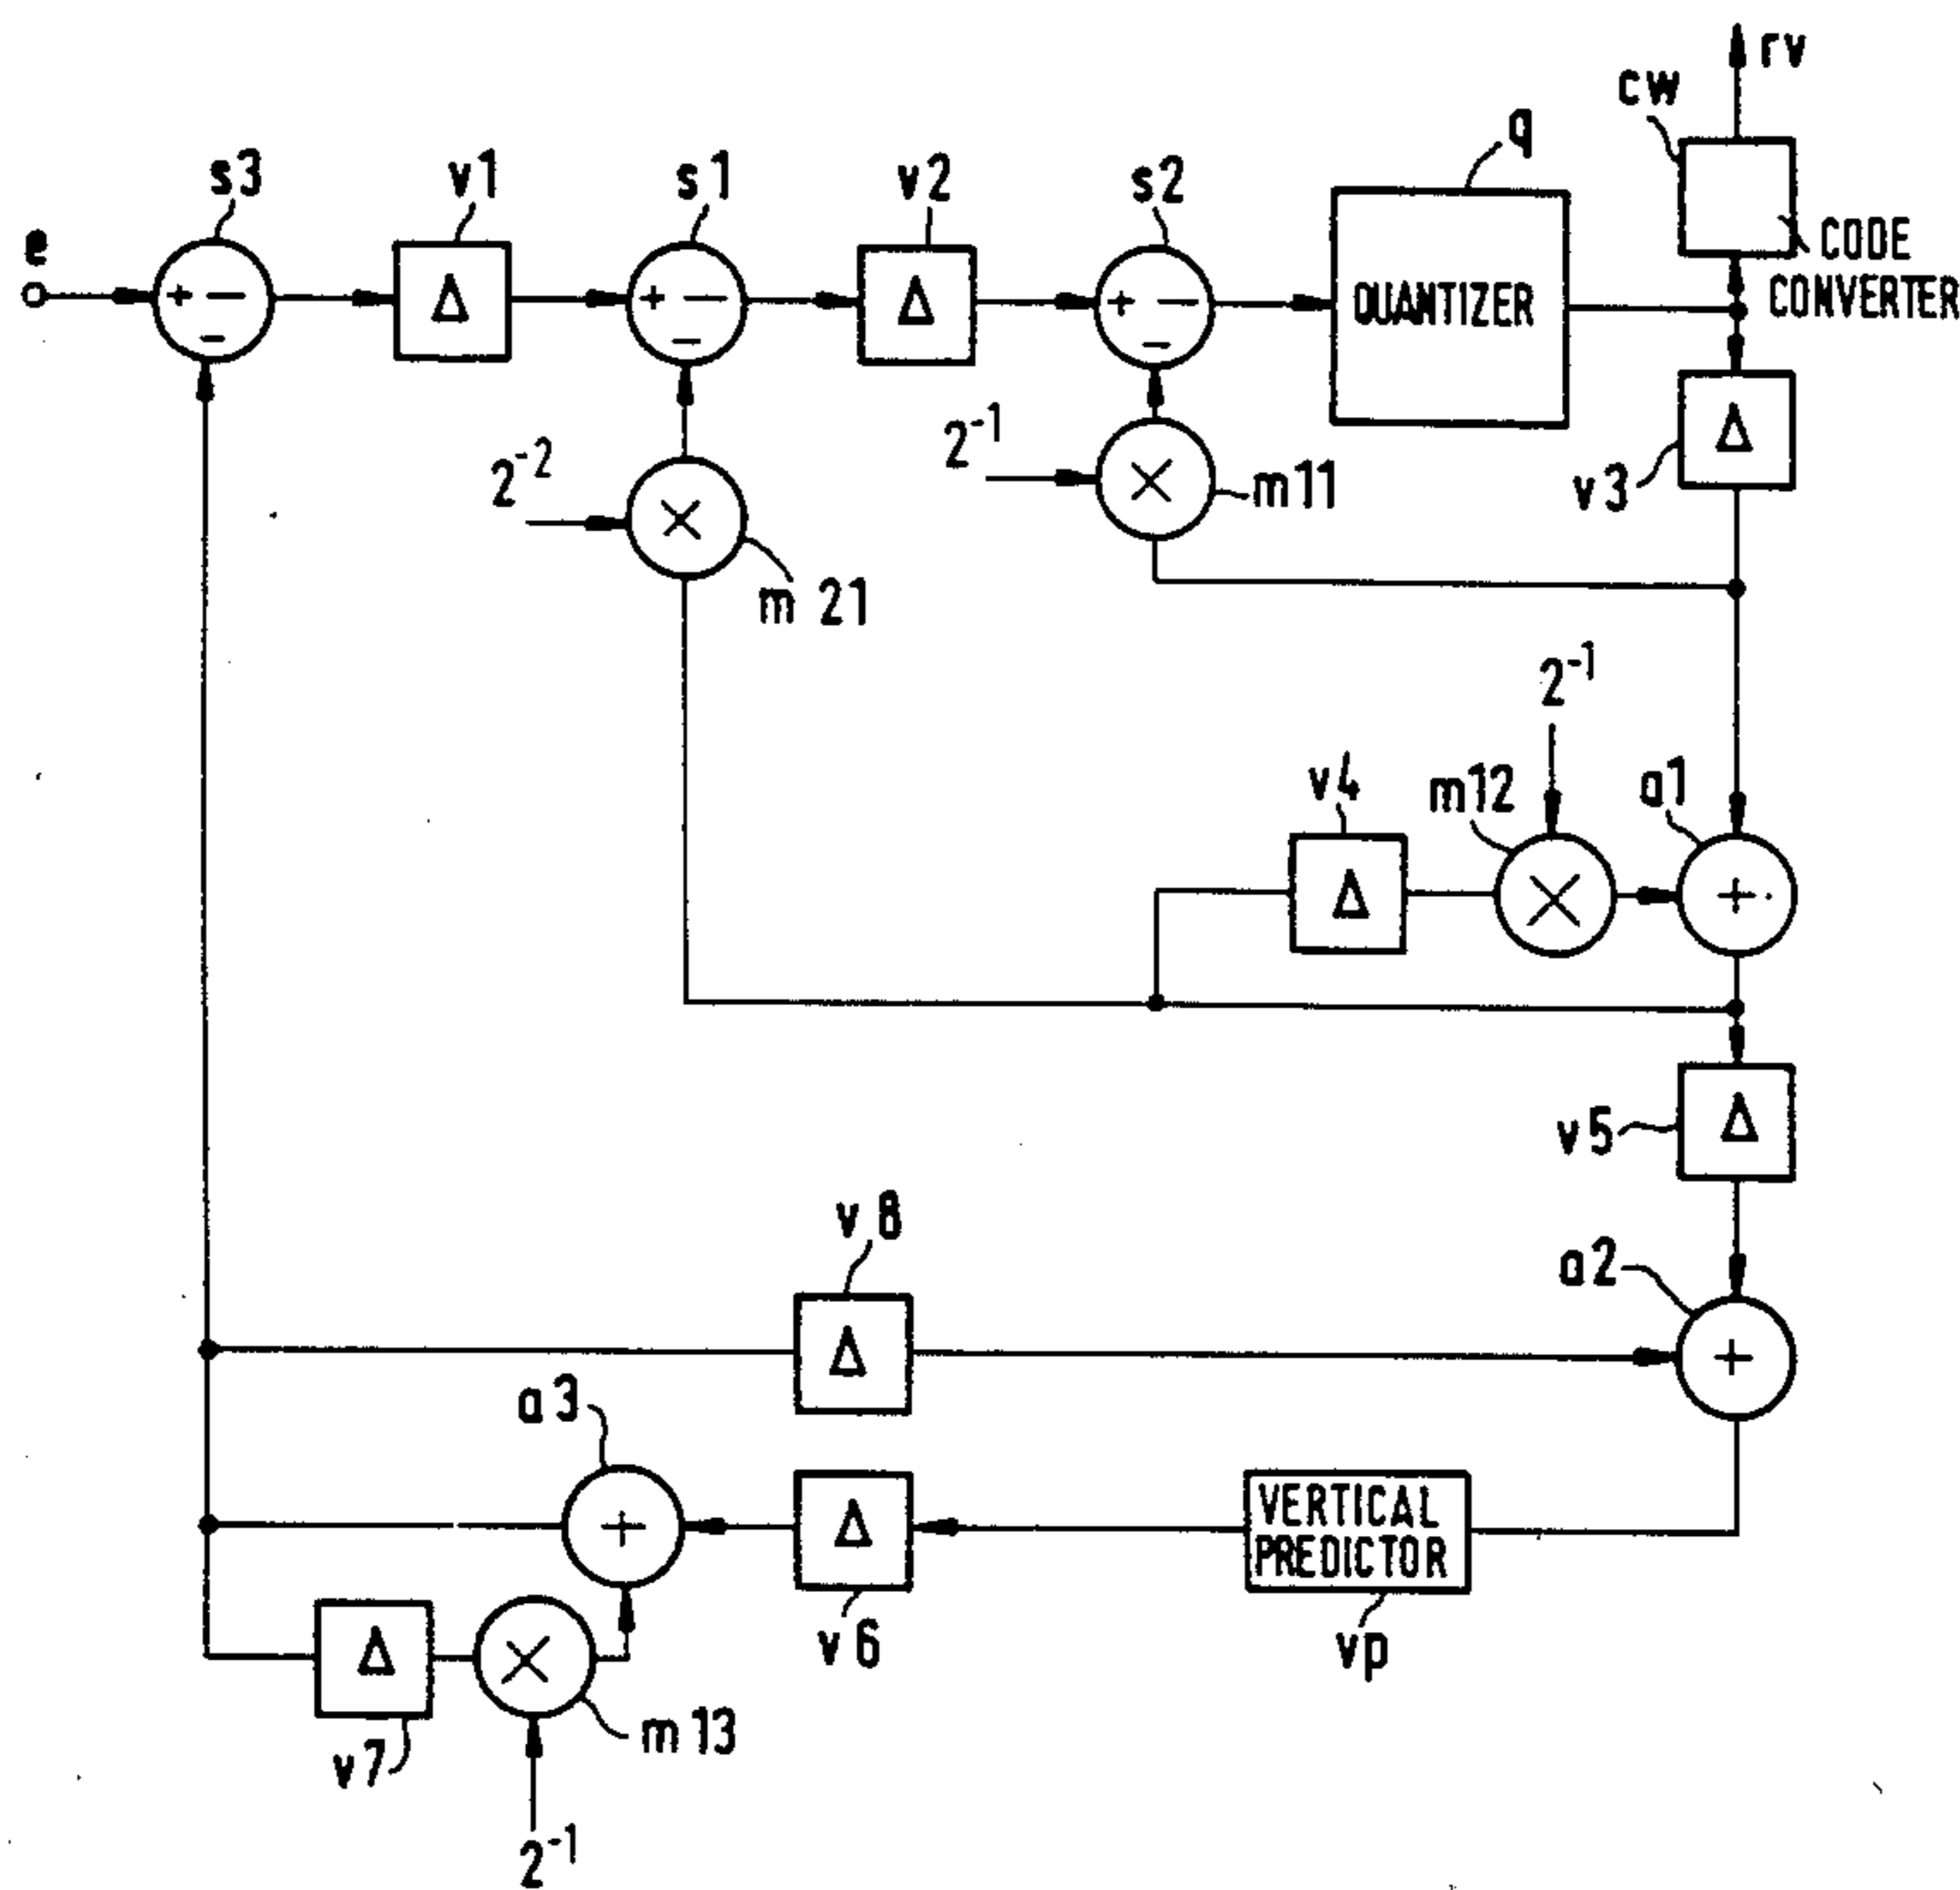 rv
cw
q
s3
v1
s1
v2
s2
e
+ −
−
Δ
+ −
−
Δ
+ −
−
QUANTIZER
CODE
CONVERTER
Δ
v3
2⁻²
2⁻¹
×
m11
×
m 21
2⁻¹
v4
m12
a1
Δ
×
+
Δ
v5
v 8
a2
Δ
+
a3
+
Δ
VERTICAL
PREDICTOR
v 6
vp
Δ
×
m 13
v7
2⁻¹